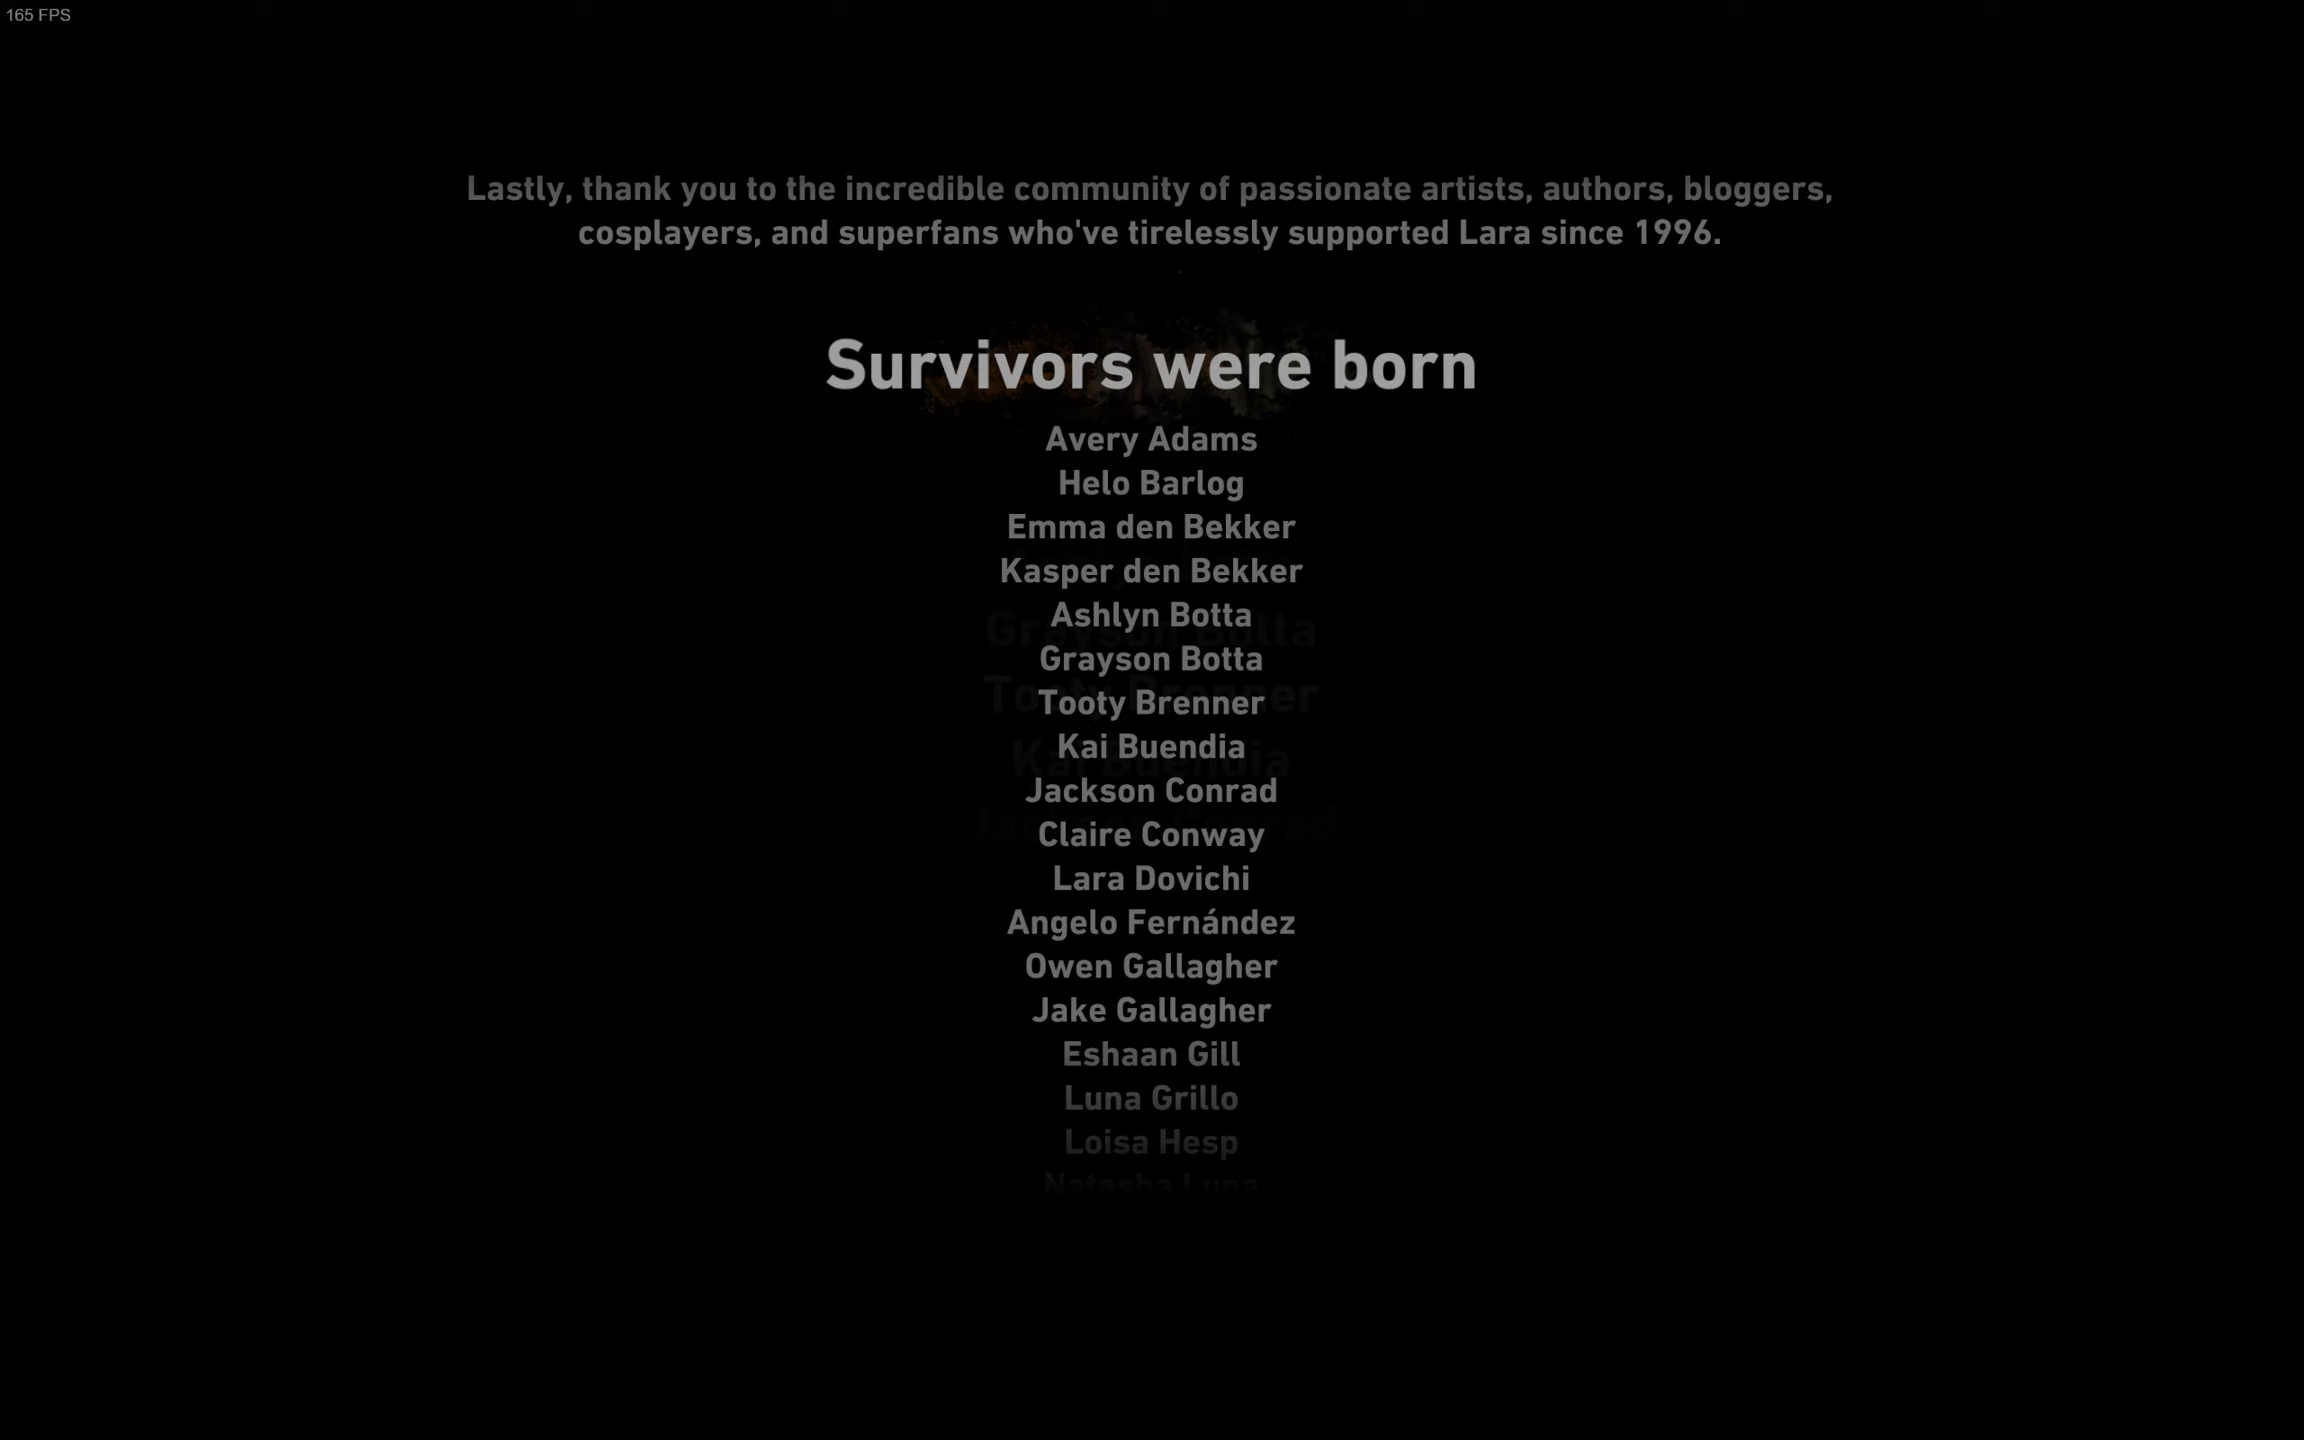 165 FPS
Lastly, thank you to the incredible community of passionate artists, authors, bloggers,
cosplayers, and superfans who've tirelessly supported Lara since 1996.
Survivors were born
Avery Adams
Helo Barlog
Emma den Bekker
Kasper den Bekker
Ashlyn Botta
Grayson Botta
Tooty Brenner
Kai Buendia
Jackson Conrad
Claire Conway
Lara Dovichi
Angelo Fernández
Owen Gallagher
Jake Gallagher
Eshaan Gill
Luna Grillo
Loisa Hesp
Natasha Luna